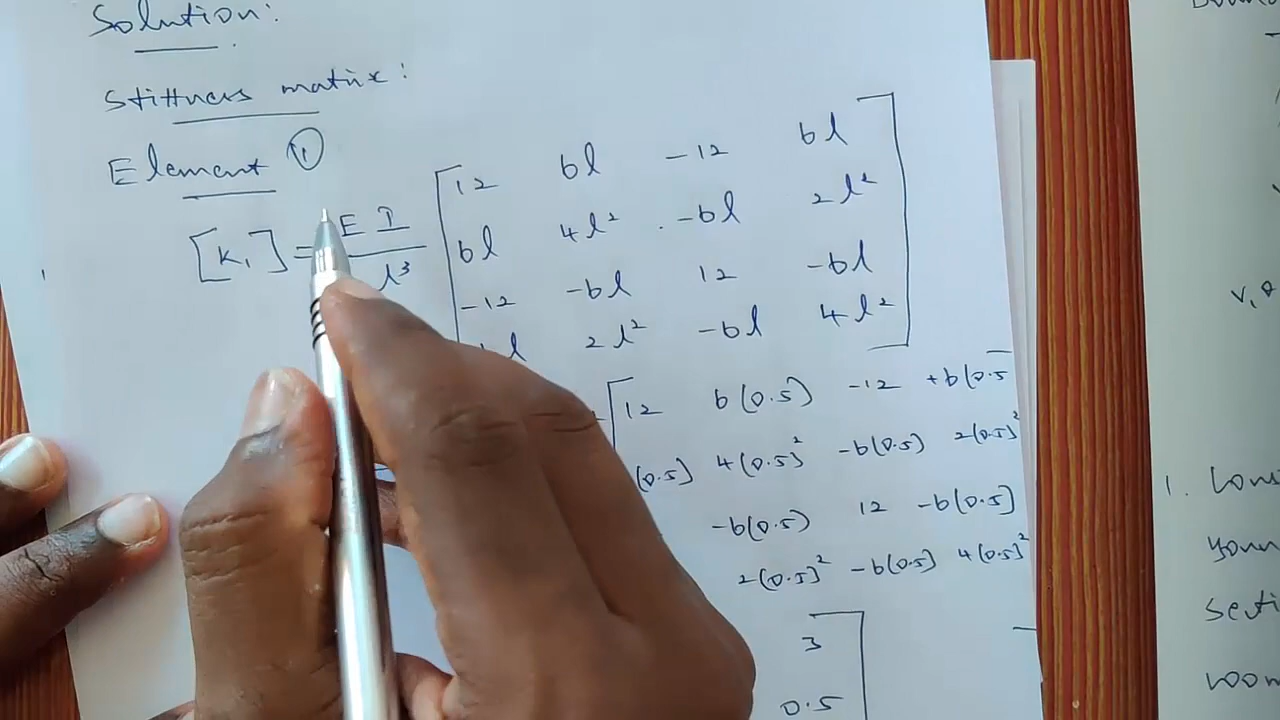 Solution:
Stiffness matrix:
Element ①
[K₁] = EI / l³ [ 12 6l -12 6l
6l 4l² -6l 2l²
-12 -6l 12 -6l
l 2l² -6l 4l² ]
[ 12 6(0.5) -12 +6(0.5
(0.5) 4(0.5)² -6(0.5) 2(0.5)²
-6(0.5) 12 -6(0.5)
2(0.5)² -6(0.5) 4(0.5)²
3 ]
0.5
1.